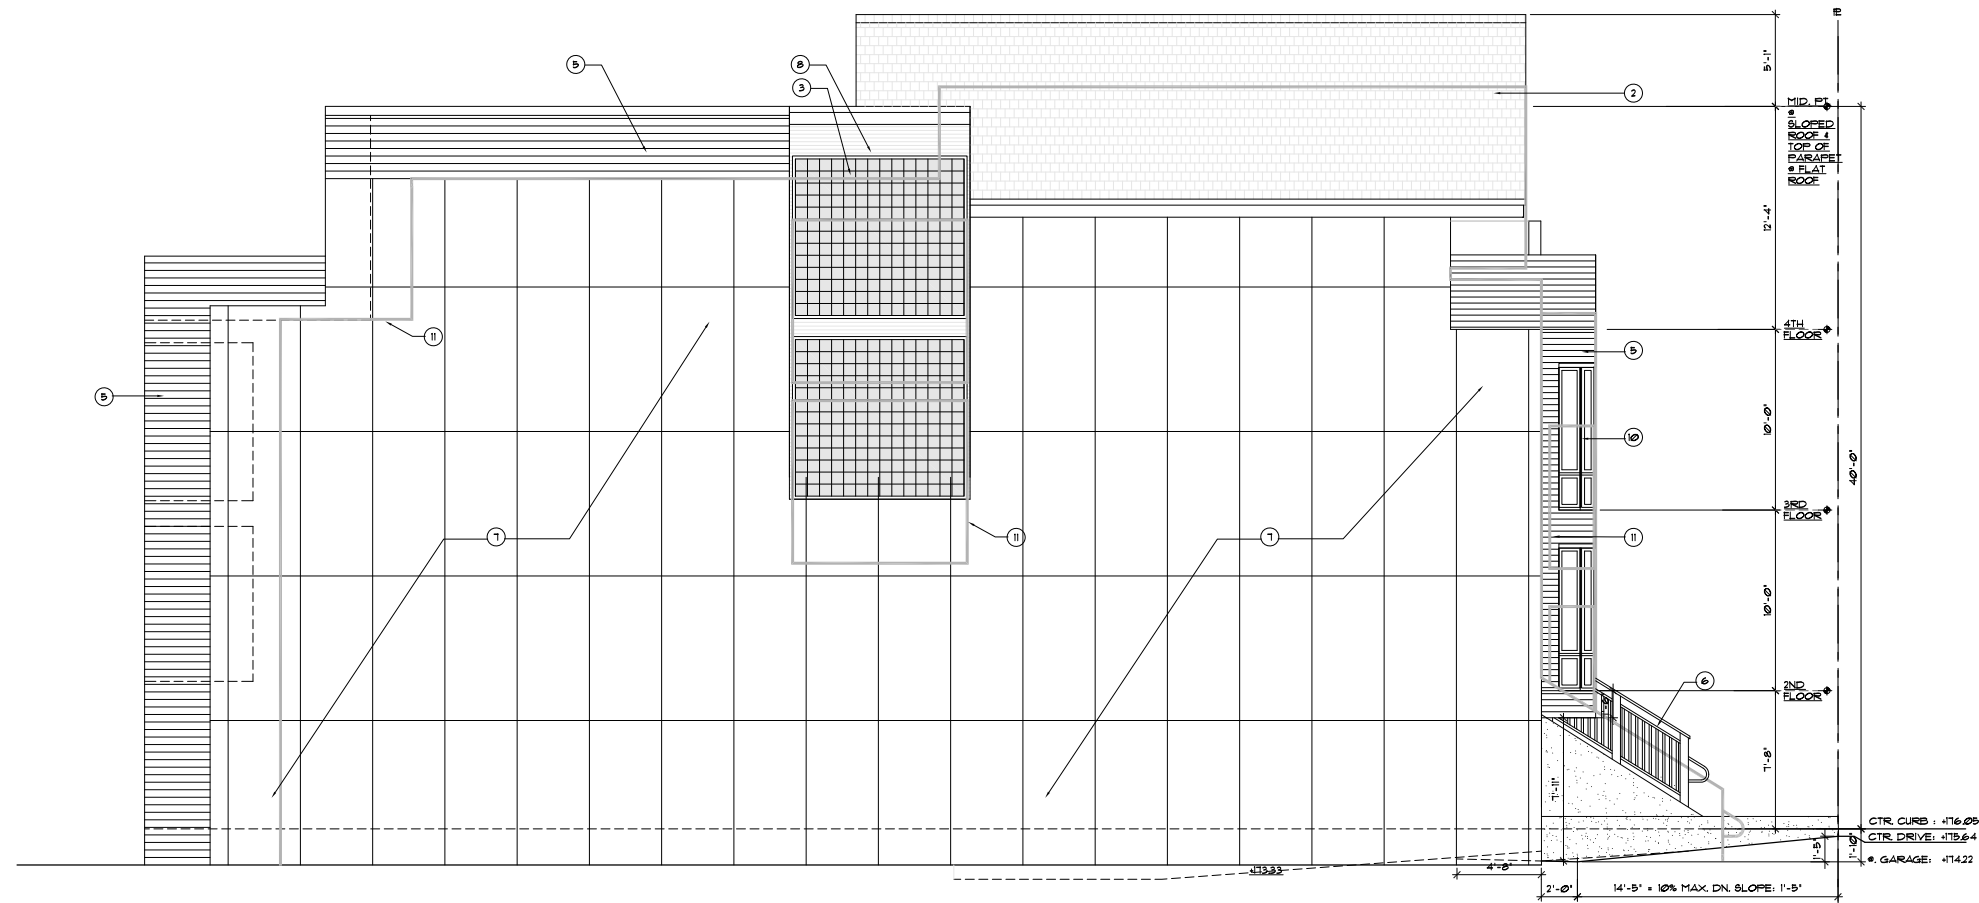 PL
5'-1"
5
8
3
2
MID. PT.
@
SLOPED
ROOF &
TOP OF
PARAPET
@ FLAT
ROOF
12'-4"
4TH
FLOOR
11
5
5
10'-0"
10
40'-0"
3RD
FLOOR
7
11
7
11
10'-0"
2ND
FLOOR
6
7'-8"
7'-11"
CTR. CURB : +176.05
CTR. DRIVE: +175.64
1'-5"
1'-10"
@. GARAGE: +174.22
+173.33
4'-8"
2'-0"
14'-5" = 10% MAX. DN. SLOPE: 1'-5"